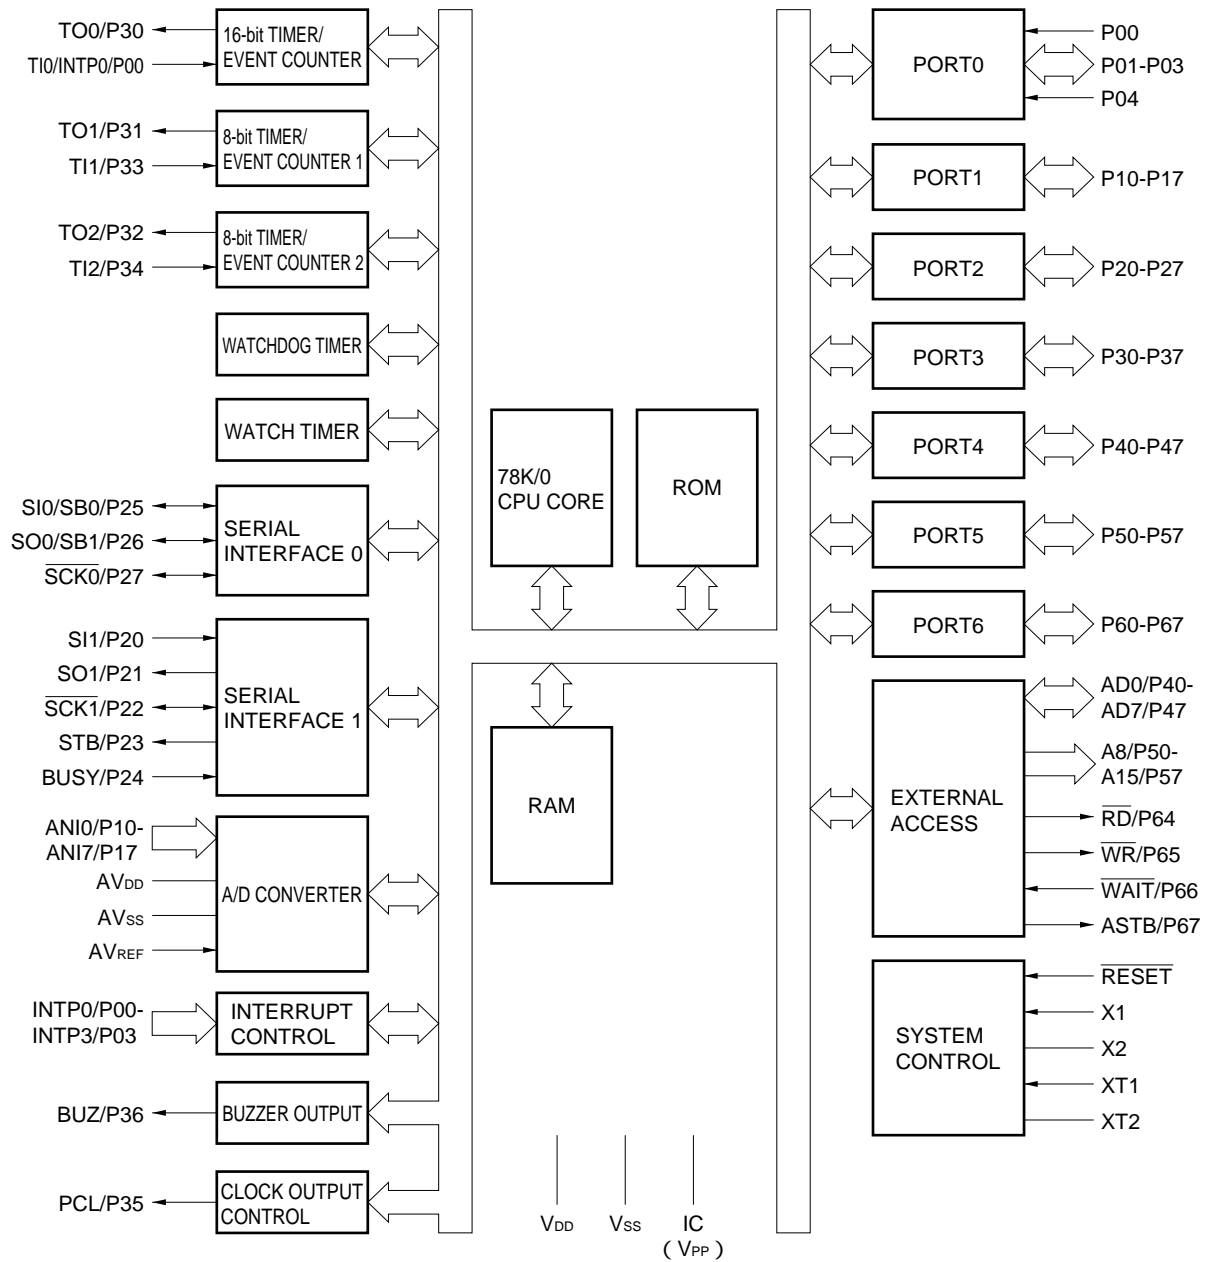 TO0/P30
TI0/INTP0/P00
16-bit TIMER/
EVENT COUNTER
TO1/P31
TI1/P33
8-bit TIMER/
EVENT COUNTER 1
TO2/P32
TI2/P34
8-bit TIMER/
EVENT COUNTER 2
WATCHDOG TIMER
WATCH TIMER
SI0/SB0/P25
SO0/SB1/P26
SCK0/P27
SERIAL
INTERFACE 0
SI1/P20
SO1/P21
SCK1/P22
STB/P23
BUSY/P24
SERIAL
INTERFACE 1
ANI0/P10-
ANI7/P17
AVDD
AVSS
AVREF
A/D CONVERTER
INTP0/P00-
INTP3/P03
INTERRUPT
CONTROL
BUZ/P36
BUZZER OUTPUT
PCL/P35
CLOCK OUTPUT
CONTROL
78K/0
CPU CORE
ROM
RAM
VDD
VSS
IC
( VPP )
PORT0
P00
P01-P03
P04
PORT1
P10-P17
PORT2
P20-P27
PORT3
P30-P37
PORT4
P40-P47
PORT5
P50-P57
PORT6
P60-P67
EXTERNAL
ACCESS
AD0/P40-
AD7/P47
A8/P50-
A15/P57
RD/P64
WR/P65
WAIT/P66
ASTB/P67
SYSTEM
CONTROL
RESET
X1
X2
XT1
XT2